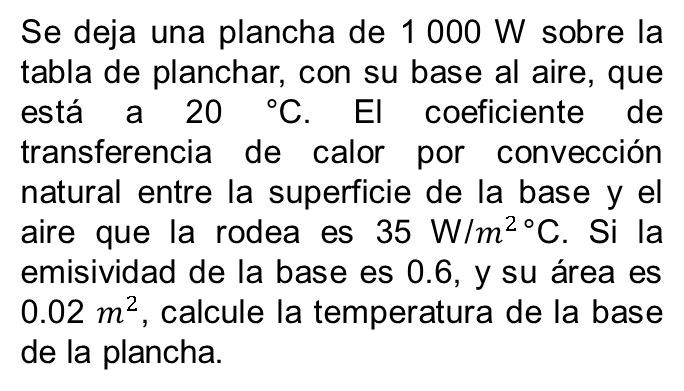 Se deja una plancha de 1 000 W sobre la
tabla de planchar, con su base al aire, que
está a 20 °C. El coeficiente de
transferencia de calor por convección
natural entre la superficie de la base y el
aire que la rodea es 35 W/m² °C. Si la
emisividad de la base es 0.6, y su área es
0.02 m², calcule la temperatura de la base
de la plancha.